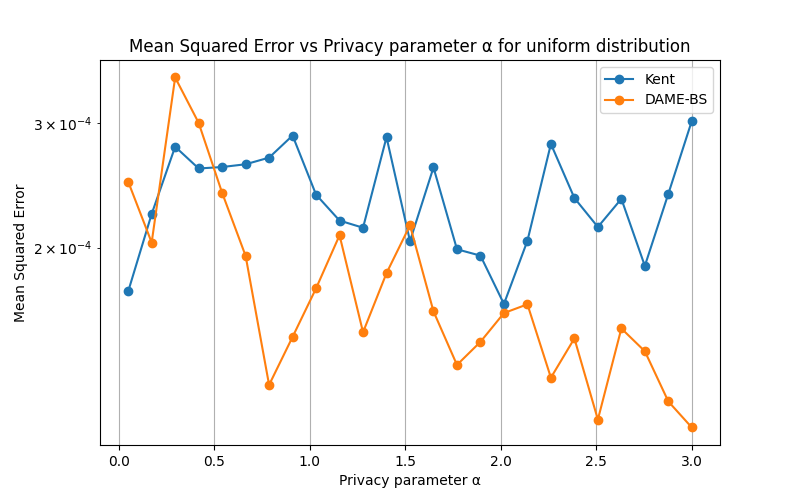 Mean Squared Error vs Privacy parameter α for uniform distribution
Mean Squared Error
3 × 10⁻⁴
2 × 10⁻⁴
Kent
DAME-BS
0.0 0.5 1.0 1.5 2.0 2.5 3.0
Privacy parameter α